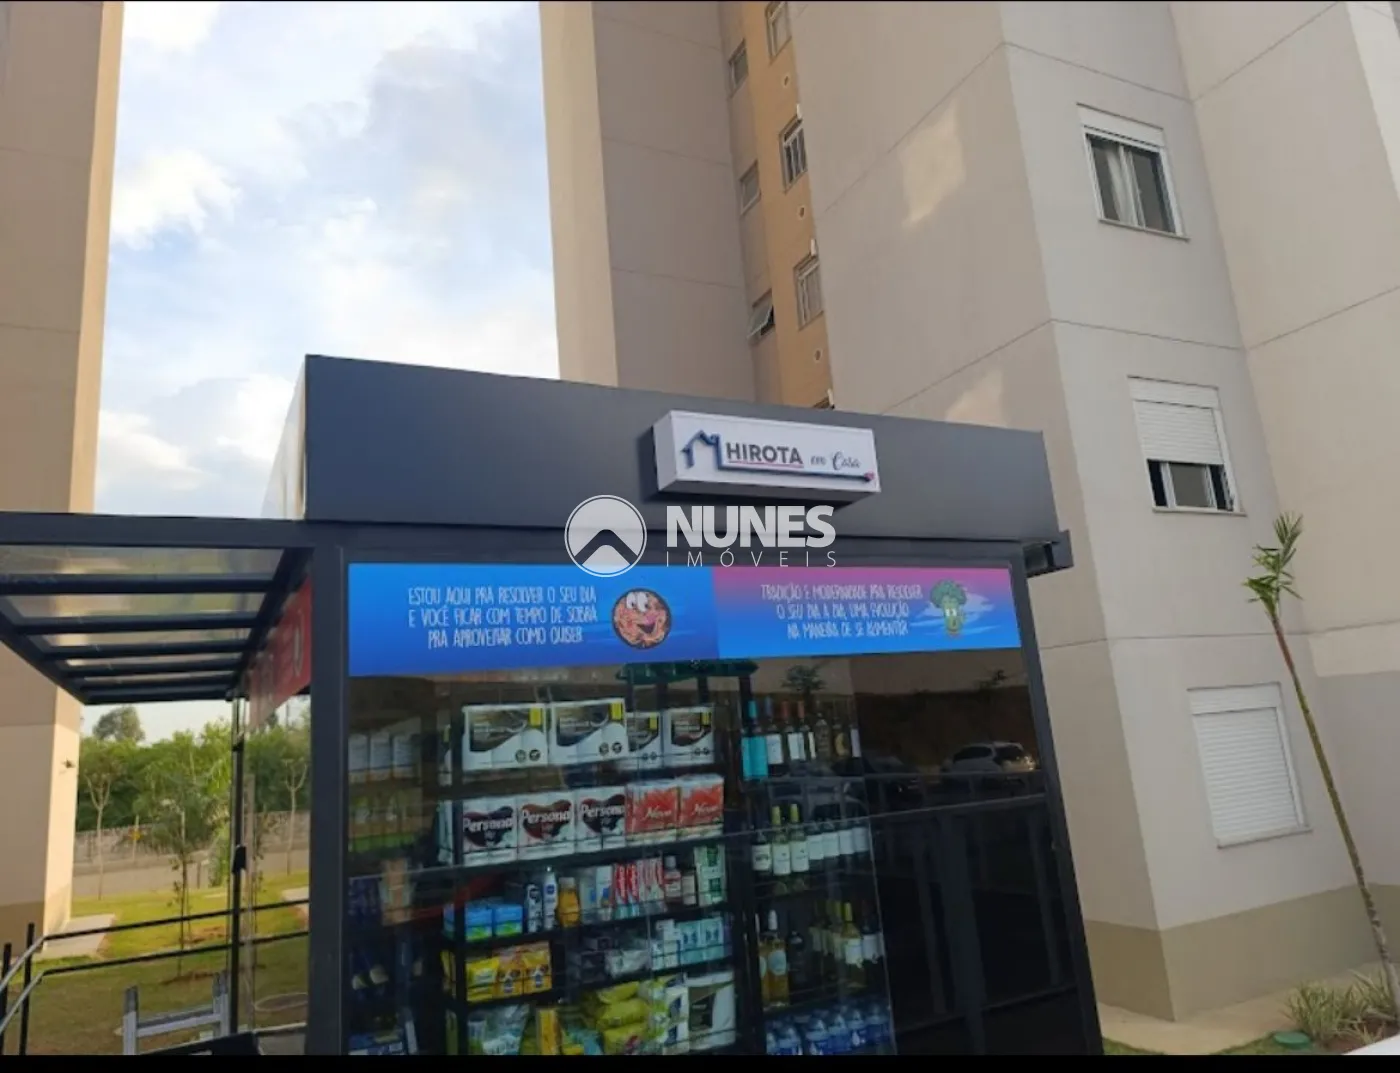 HIROTA em Casa
NUNES
IMÓVEIS
ESTOU AQUI PRA RESOLVER O SEU DIA
E VOCÊ FICAR COM TEMPO DE SOBRA
PRA APROVEITAR COMO QUISER
TRADIÇÃO E MODERNIDADE PRA RESOLVER
O SEU DIA A DIA, UMA EVOLUÇÃO
NA MANEIRA DE SE ALIMENTAR
Personal Personal Personal